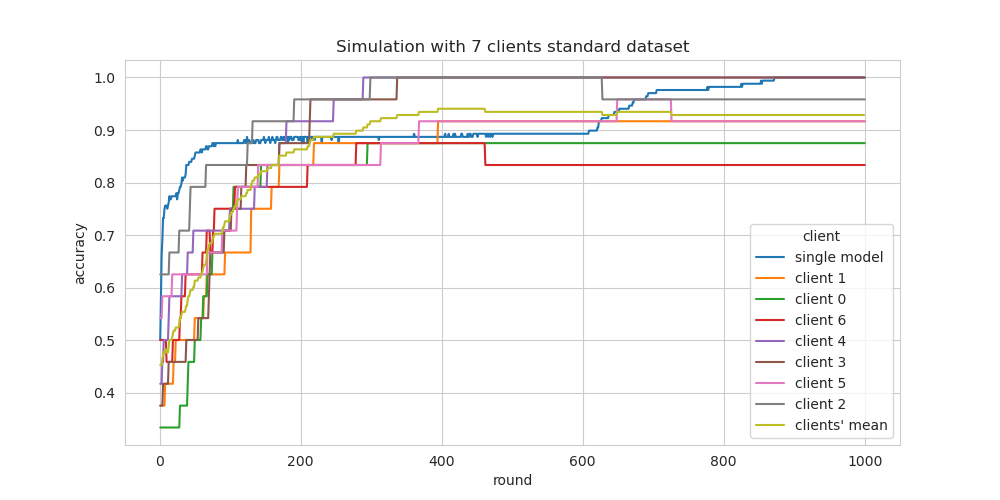 Simulation with 7 clients standard dataset
accuracy
1.0
0.9
0.8
0.7
0.6
0.5
0.4
0
200
400
600
800
1000
round
client
single model
client 1
client 0
client 6
client 4
client 3
client 5
client 2
clients' mean